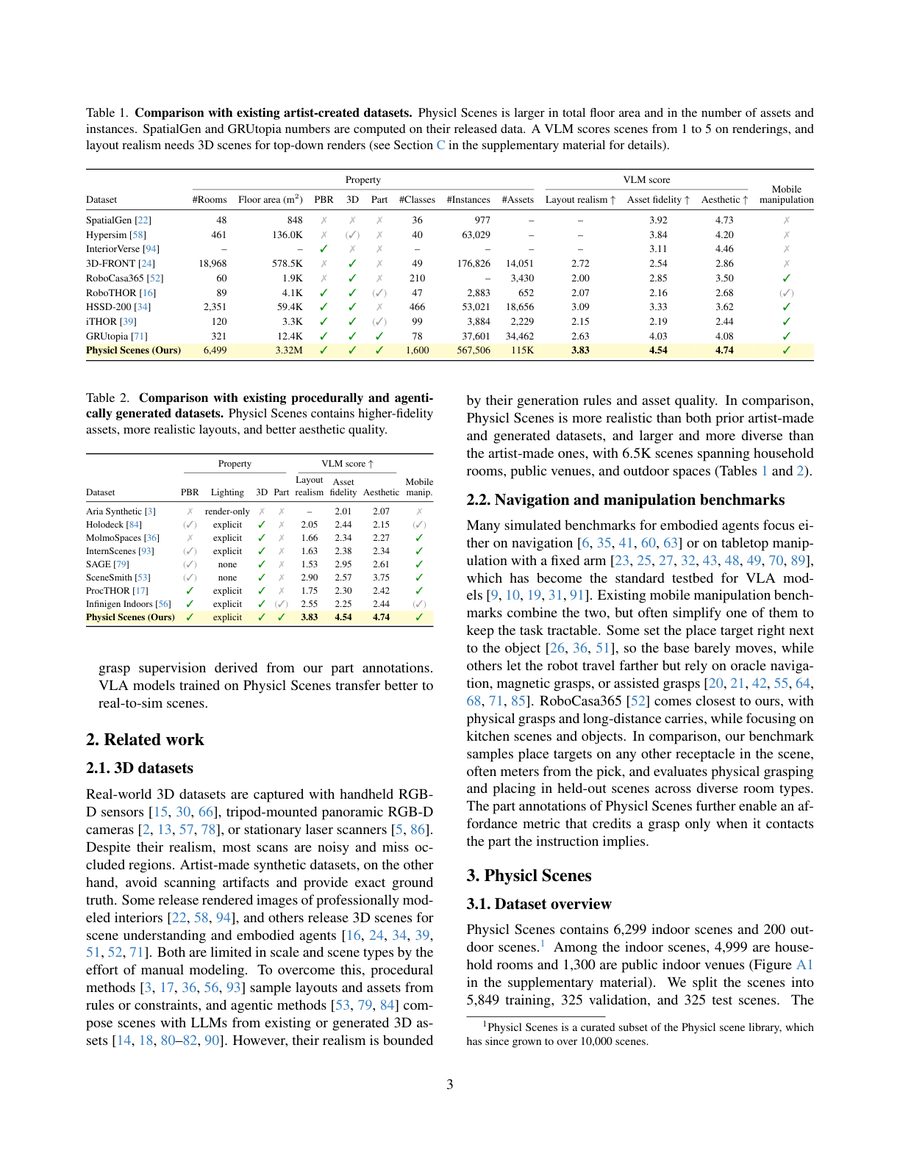 Table 1. Comparison with existing artist-created datasets. Physicl Scenes is larger in total floor area and in the number of assets and
instances. SpatialGen and GRUtopia numbers are computed on their released data. A VLM scores scenes from 1 to 5 on renderings, and
layout realism needs 3D scenes for top-down renders (see Section C in the supplementary material for details).
Property VLM score
Dataset #Rooms Floor area (m²) PBR 3D Part #Classes #Instances #Assets Layout realism ↑ Asset fidelity ↑ Aesthetic ↑ Mobile manipulation
SpatialGen [22] 48 848 ✗ ✗ ✗ 36 977 – – 3.92 4.73 ✗
Hypersim [58] 461 136.0K ✗ (✓) ✗ 40 63,029 – – 3.84 4.20 ✗
InteriorVerse [94] – – ✓ ✗ ✗ – – – – 3.11 4.46 ✗
3D-FRONT [24] 18,968 578.5K ✗ ✓ ✗ 49 176,826 14,051 2.72 2.54 2.86 ✗
RoboCasa365 [52] 60 1.9K ✗ ✓ ✗ 210 – 3,430 2.00 2.85 3.50 ✓
RoboTHOR [16] 89 4.1K ✓ ✓ (✓) 47 2,883 652 2.07 2.16 2.68 (✓)
HSSD-200 [34] 2,351 59.4K ✓ ✓ ✗ 466 53,021 18,656 3.09 3.33 3.62 ✓
iTHOR [39] 120 3.3K ✓ ✓ (✓) 99 3,884 2,229 2.15 2.19 2.44 ✓
GRUtopia [71] 321 12.4K ✓ ✓ ✓ 78 37,601 34,462 2.63 4.03 4.08 ✓
Physicl Scenes (Ours) 6,499 3.32M ✓ ✓ ✓ 1,600 567,506 115K 3.83 4.54 4.74 ✓
Table 2. Comparison with existing procedurally and agenti-
cally generated datasets. Physicl Scenes contains higher-fidelity
assets, more realistic layouts, and better aesthetic quality.
Property VLM score ↑
Dataset PBR Lighting 3D Part Layout realism Asset fidelity Aesthetic Mobile manip.
Aria Synthetic [3] ✗ render-only ✗ ✗ – 2.01 2.07 ✗
Holodeck [84] (✓) explicit ✓ ✗ 2.05 2.44 2.15 (✓)
MolmoSpaces [36] ✗ explicit ✓ ✗ 1.66 2.34 2.27 ✓
InternScenes [93] (✓) explicit ✓ ✗ 1.63 2.38 2.34 ✓
SAGE [79] (✓) none ✓ ✗ 1.53 2.95 2.61 ✓
SceneSmith [53] (✓) none ✓ ✗ 2.90 2.57 3.75 ✓
ProcTHOR [17] ✓ explicit ✓ ✗ 1.75 2.30 2.42 ✓
Infinigen Indoors [56] ✓ explicit ✓ (✓) 2.55 2.25 2.44 (✓)
Physicl Scenes (Ours) ✓ explicit ✓ ✓ 3.83 4.54 4.74 ✓
grasp supervision derived from our part annotations.
VLA models trained on Physicl Scenes transfer better to
real-to-sim scenes.
2. Related work
2.1. 3D datasets
Real-world 3D datasets are captured with handheld RGB-
D sensors [15, 30, 66], tripod-mounted panoramic RGB-D
cameras [2, 13, 57, 78], or stationary laser scanners [5, 86].
Despite their realism, most scans are noisy and miss oc-
cluded regions. Artist-made synthetic datasets, on the other
hand, avoid scanning artifacts and provide exact ground
truth. Some release rendered images of professionally mod-
eled interiors [22, 58, 94], and others release 3D scenes for
scene understanding and embodied agents [16, 24, 34, 39,
51, 52, 71]. Both are limited in scale and scene types by the
effort of manual modeling. To overcome this, procedural
methods [3, 17, 36, 56, 93] sample layouts and assets from
rules or constraints, and agentic methods [53, 79, 84] com-
pose scenes with LLMs from existing or generated 3D as-
sets [14, 18, 80–82, 90]. However, their realism is bounded
by their generation rules and asset quality. In comparison,
Physicl Scenes is more realistic than both prior artist-made
and generated datasets, and larger and more diverse than
the artist-made ones, with 6.5K scenes spanning household
rooms, public venues, and outdoor spaces (Tables 1 and 2).
2.2. Navigation and manipulation benchmarks
Many simulated benchmarks for embodied agents focus ei-
ther on navigation [6, 35, 41, 60, 63] or on tabletop manip-
ulation with a fixed arm [23, 25, 27, 32, 43, 48, 49, 70, 89],
which has become the standard testbed for VLA mod-
els [9, 10, 19, 31, 91]. Existing mobile manipulation bench-
marks combine the two, but often simplify one of them to
keep the task tractable. Some set the place target right next
to the object [26, 36, 51], so the base barely moves, while
others let the robot travel farther but rely on oracle naviga-
tion, magnetic grasps, or assisted grasps [20, 21, 42, 55, 64,
68, 71, 85]. RoboCasa365 [52] comes closest to ours, with
physical grasps and long-distance carries, while focusing on
kitchen scenes and objects. In comparison, our benchmark
samples place targets on any other receptacle in the scene,
often meters from the pick, and evaluates physical grasping
and placing in held-out scenes across diverse room types.
The part annotations of Physicl Scenes further enable an af-
fordance metric that credits a grasp only when it contacts
the part the instruction implies.
3. Physicl Scenes
3.1. Dataset overview
Physicl Scenes contains 6,299 indoor scenes and 200 out-
door scenes.¹ Among the indoor scenes, 4,999 are house-
hold rooms and 1,300 are public indoor venues (Figure A1
in the supplementary material). We split the scenes into
5,849 training, 325 validation, and 325 test scenes. The
¹Physicl Scenes is a curated subset of the Physicl scene library, which
has since grown to over 10,000 scenes.
3